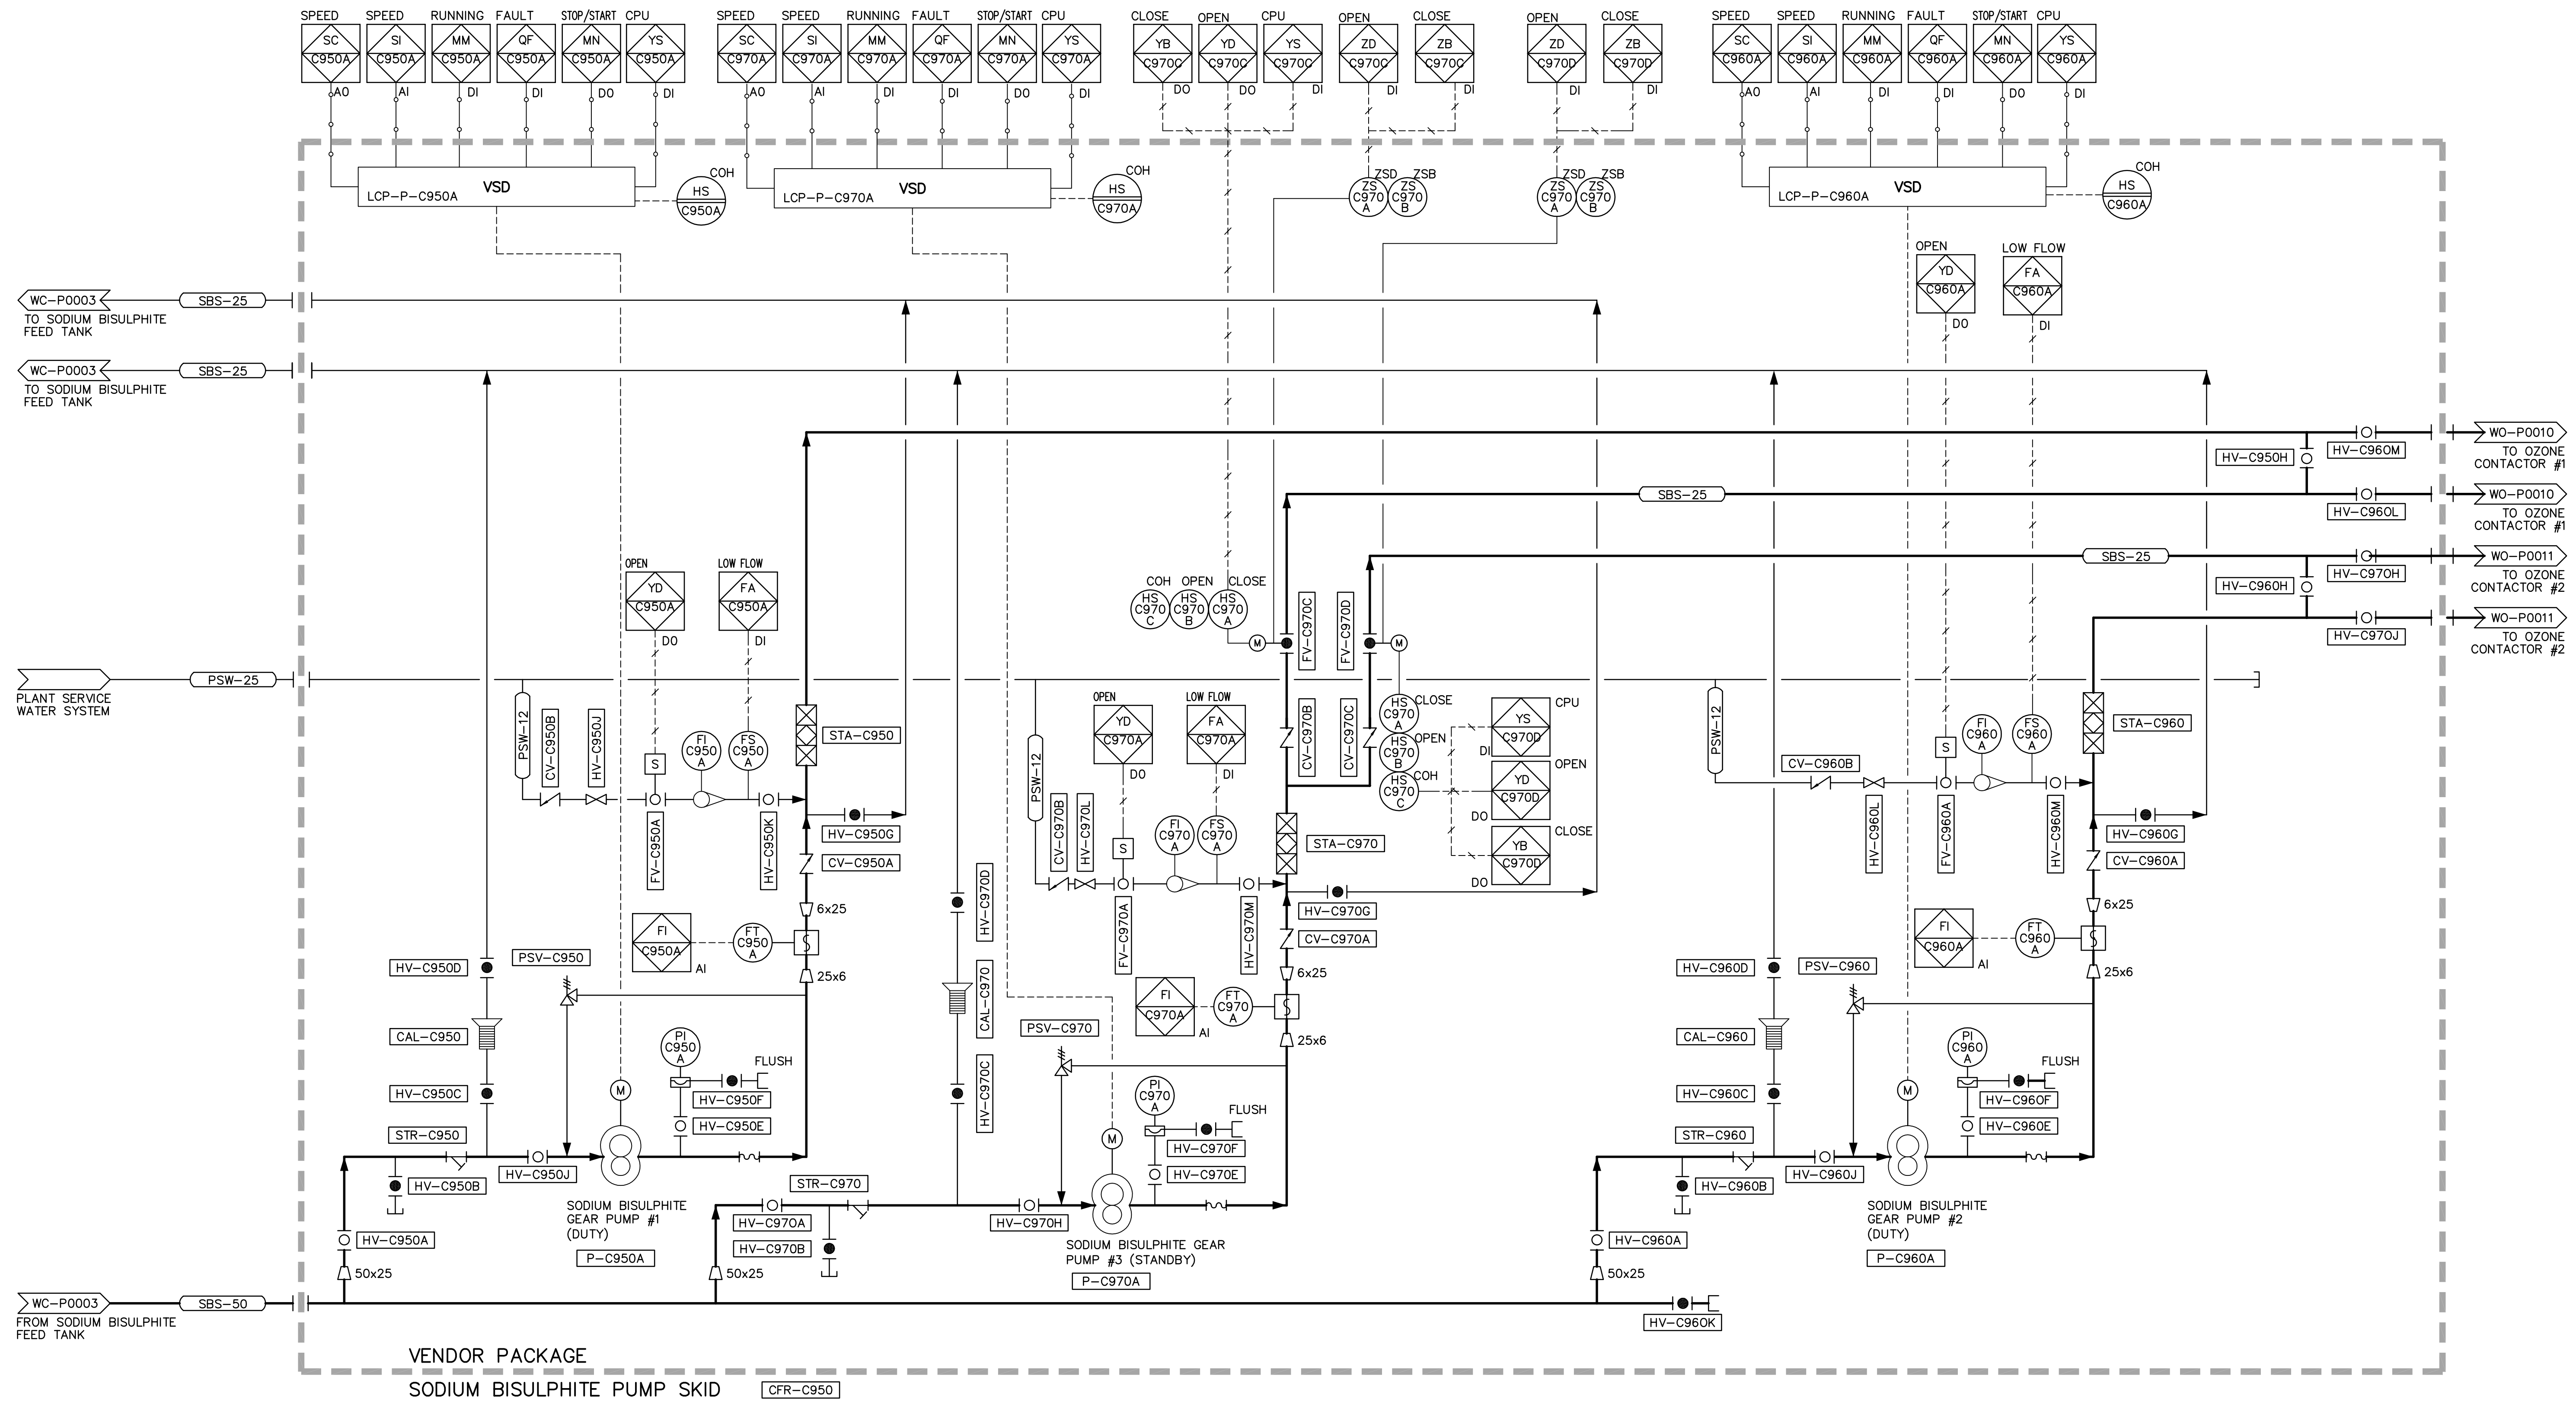 SPEED SPEED RUNNING FAULT STOP/START CPU SPEED SPEED RUNNING FAULT STOP/START CPU CLOSE OPEN CPU OPEN CLOSE OPEN CLOSE SPEED SPEED RUNNING FAULT STOP/START CPU
SC SI MM QF MN YS SC SI MM QF MN YS YB YD YS ZD ZB ZD ZB SC SI MM QF MN YS
C950A C950A C950A C950A C950A C950A C970A C970A C970A C970A C970A C970A C970C C970C C970C C970C C970C C970D C970D C960A C960A C960A C960A C960A C960A
AO AI DI DI DO DI AO AI DI DI DO DI DO DO DI DI DI DI DI AO AI DI DI DO DI
VSD
LCP-P-C950A
COH
HS
C950A
VSD
LCP-P-C970A
COH
HS
C970A
ZSD ZSB
ZS ZS
C970 C970
A B
ZSD ZSB
ZS ZS
C970 C970
A B
VSD
LCP-P-C960A
COH
HS
C960A
OPEN
YD
C960A
DO
LOW FLOW
FA
C960A
DI
WC-P0003
SBS-25
TO SODIUM BISULPHITE
FEED TANK
WC-P0003
SBS-25
TO SODIUM BISULPHITE
FEED TANK
WO-P0010
TO OZONE
CONTACTOR #1
HV-C960M
HV-C950H
SBS-25
WO-P0010
TO OZONE
CONTACTOR #1
HV-C960L
SBS-25
WO-P0011
TO OZONE
CONTACTOR #2
HV-C970H
HV-C960H
WO-P0011
TO OZONE
CONTACTOR #2
HV-C970J
PSW-25
PLANT SERVICE
WATER SYSTEM
OPEN
YD
C950A
DO
LOW FLOW
FA
C950A
DI
PSW-12
CV-C950B
HV-C950J
S
FI
C950
A
FS
C950
A
FV-C950A
HV-C950K
STA-C950
HV-C950G
CV-C950A
6x25
FI
C950A
AI
FT
C950
A
25x6
PSV-C950
HV-C950D
CAL-C950
HV-C950C
STR-C950
HV-C950B
HV-C950J
HV-C950A
50x25
M
PI
C950
A
FLUSH
HV-C950F
HV-C950E
SODIUM BISULPHITE
GEAR PUMP #1
(DUTY)
P-C950A
COH OPEN CLOSE
HS HS HS
C970 C970 C970
C B A
M
FV-C970C
FV-C970D
M
CV-C970B
CV-C970C
HS
C970
A
CLOSE
HS
C970
B
OPEN
HS
C970
C
COH
YS
C970D
CPU
DI
YD
C970D
OPEN
DO
YB
C970D
CLOSE
DO
OPEN
YD
C970A
DO
LOW FLOW
FA
C970A
DI
PSW-12
CV-C970B
HV-C970L
S
FI
C970
A
FS
C970
A
FV-C970A
HV-C970M
STA-C970
HV-C970G
CV-C970A
6x25
FI
C970A
AI
FT
C970
A
25x6
PSV-C970
HV-C970D
CAL-C970
HV-C970C
M
PI
C970
A
FLUSH
HV-C970F
HV-C970E
STR-C970
HV-C970A
HV-C970B
HV-C970H
50x25
SODIUM BISULPHITE GEAR
PUMP #3 (STANDBY)
P-C970A
PSW-12
CV-C960B
HV-C960L
S
FI
C960
A
FS
C960
A
FV-C960A
HV-C960M
STA-C960
HV-C960G
CV-C960A
6x25
FI
C960A
AI
FT
C960
A
25x6
PSV-C960
HV-C960D
CAL-C960
HV-C960C
STR-C960
HV-C960B
HV-C960J
HV-C960A
50x25
M
PI
C960
A
FLUSH
HV-C960F
HV-C960E
SODIUM BISULPHITE
GEAR PUMP #2
(DUTY)
P-C960A
WC-P0003
SBS-50
FROM SODIUM BISULPHITE
FEED TANK
HV-C960K
VENDOR PACKAGE
SODIUM BISULPHITE PUMP SKID
CFR-C950